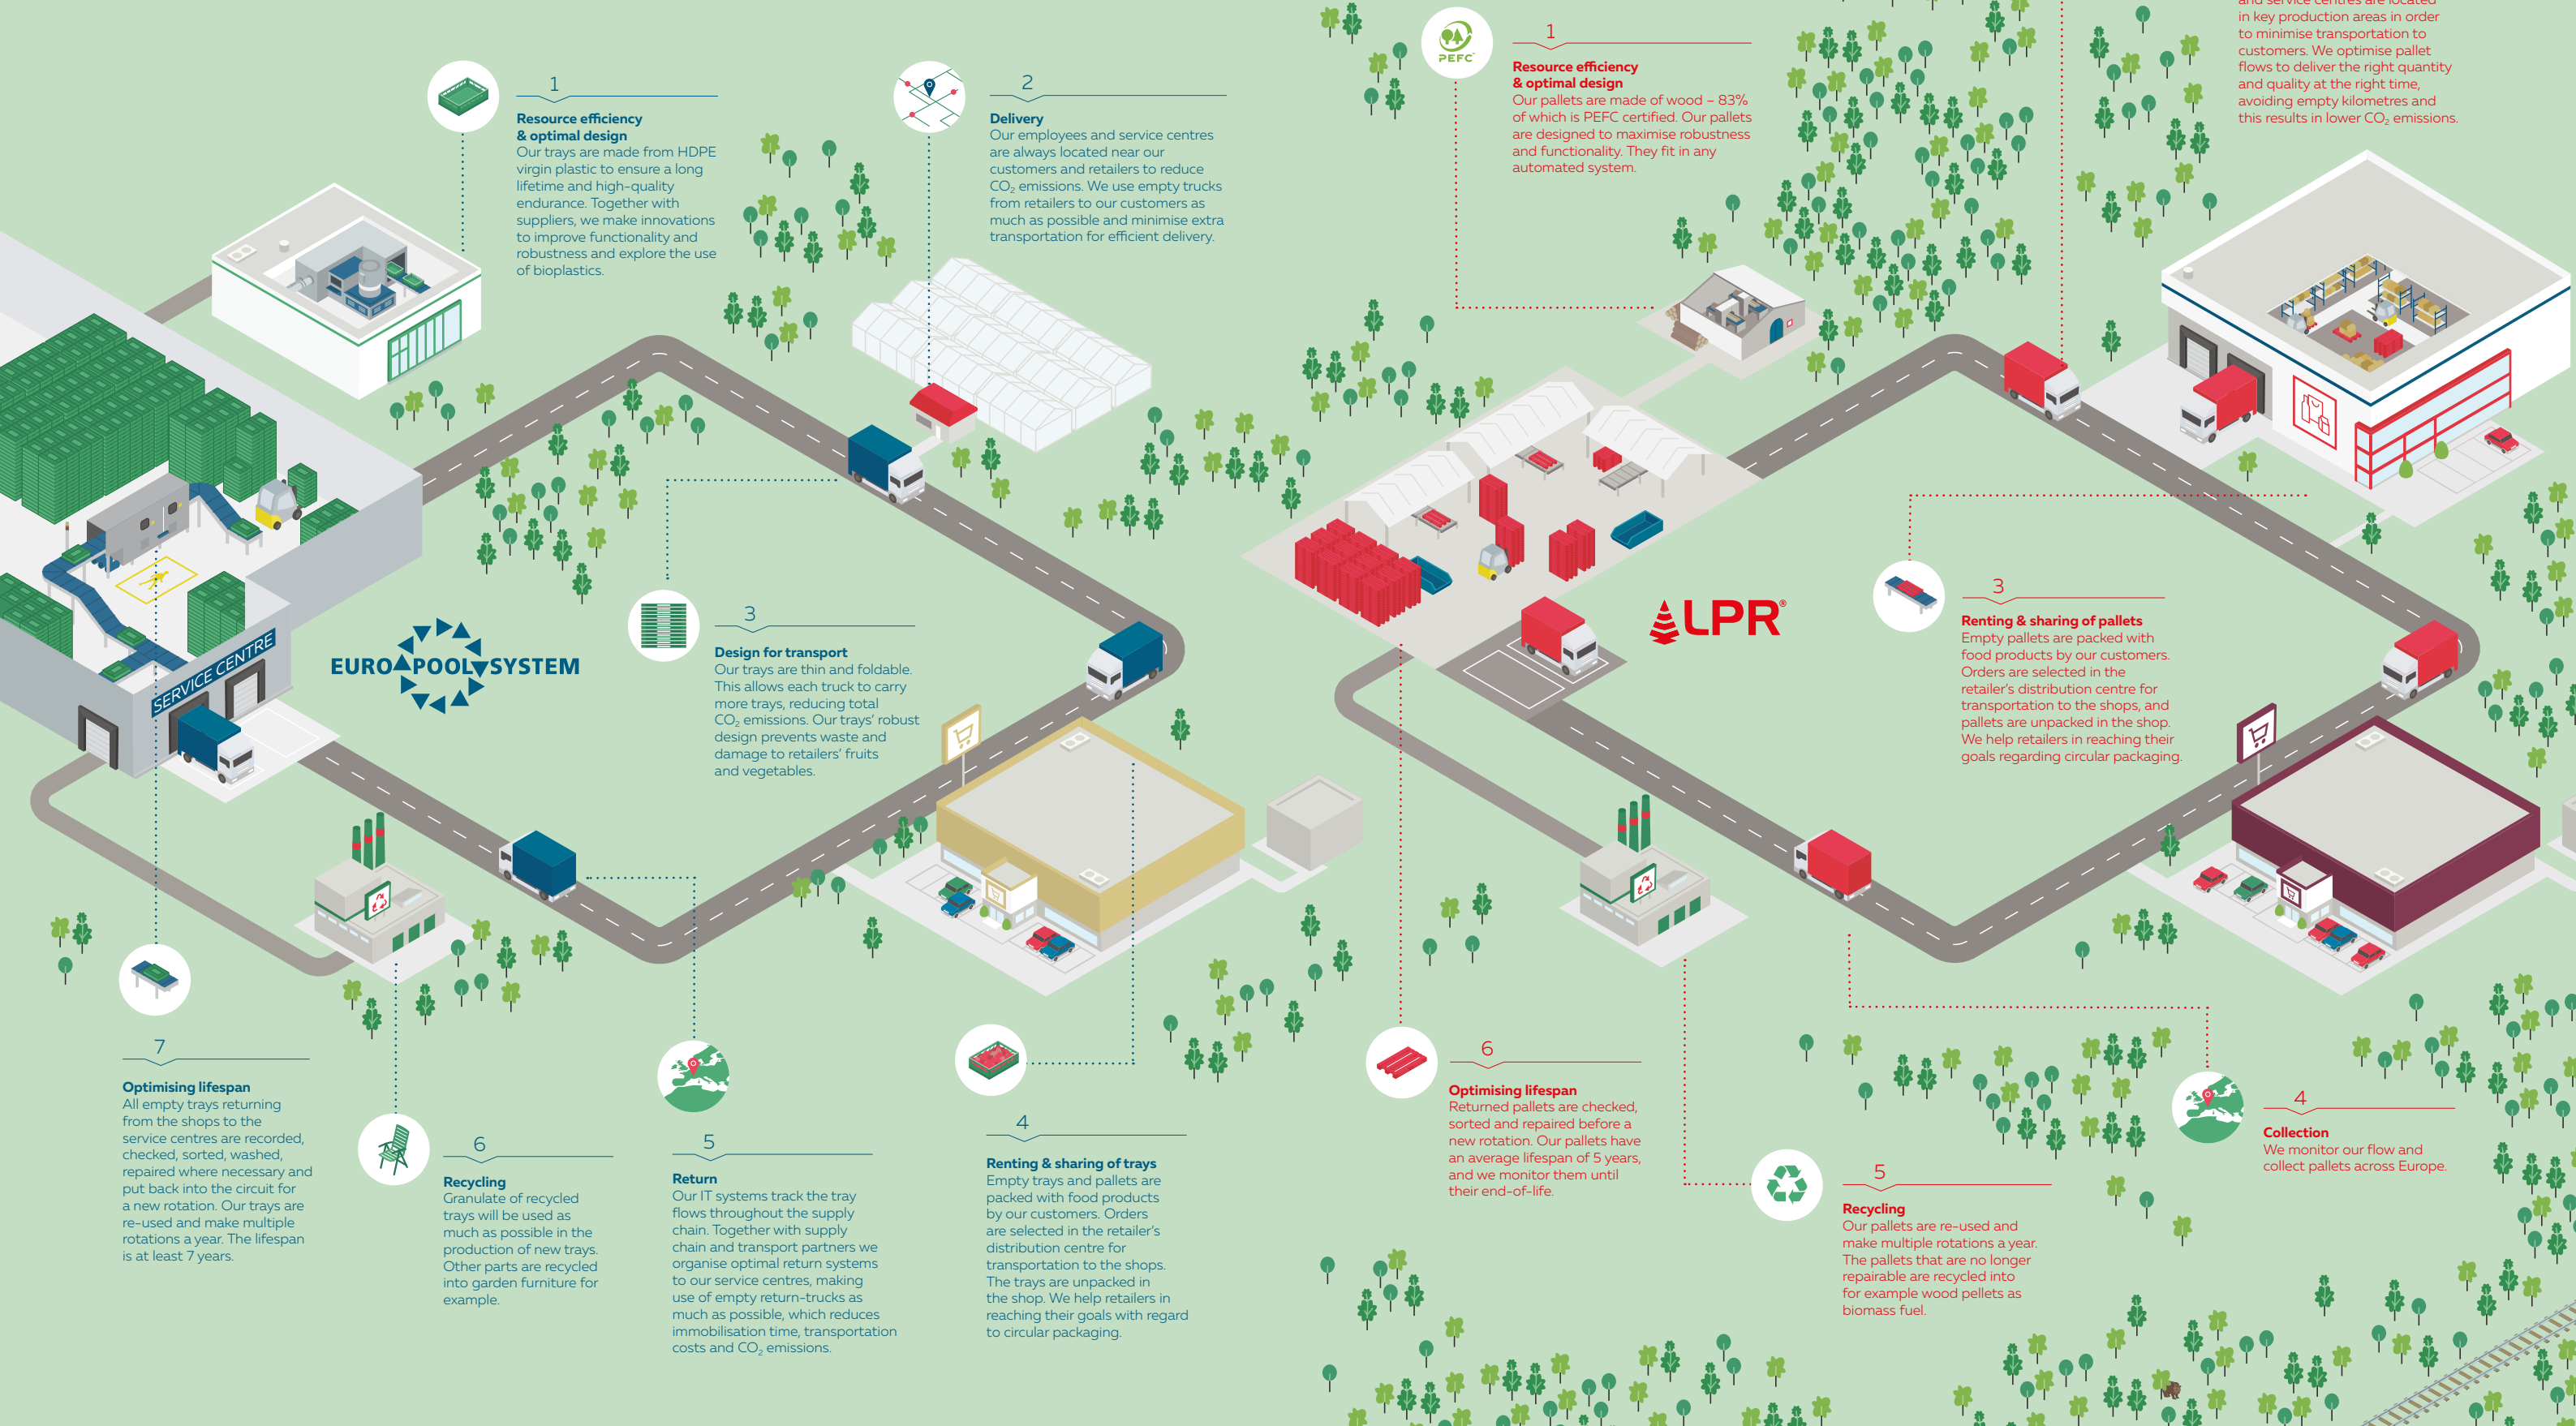 1
Resource efficiency
& optimal design
Our trays are made from HDPE
virgin plastic to ensure a long
lifetime and high-quality
endurance. Together with
suppliers, we make innovations
to improve functionality and
robustness and explore the use
of bioplastics.
2
Delivery
Our employees and service centres
are always located near our
customers and retailers to reduce
CO₂ emissions. We use empty trucks
from retailers to our customers as
much as possible and minimise extra
transportation for efficient delivery.
SERVICE CENTRE
EURO POOL SYSTEM
3
Design for transport
Our trays are thin and foldable.
This allows each truck to carry
more trays, reducing total
CO₂ emissions. Our trays' robust
design prevents waste and
damage to retailers' fruits
and vegetables.
7
Optimising lifespan
All empty trays returning
from the shops to the
service centres are recorded,
checked, sorted, washed,
repaired where necessary and
put back into the circuit for
a new rotation. Our trays are
re-used and make multiple
rotations a year. The lifespan
is at least 7 years.
6
Recycling
Granulate of recycled
trays will be used as
much as possible in the
production of new trays.
Other parts are recycled
into garden furniture for
example.
5
Return
Our IT systems track the tray
flows throughout the supply
chain. Together with supply
chain and transport partners we
organise optimal return systems
to our service centres, making
use of empty return-trucks as
much as possible, which reduces
immobilisation time, transportation
costs and CO₂ emissions.
4
Renting & sharing of trays
Empty trays and pallets are
packed with food products
by our customers. Orders
are selected in the retailer's
distribution centre for
transportation to the shops.
The trays are unpacked in
the shop. We help retailers in
reaching their goals with regard
to circular packaging.
PEFC™
1
Resource efficiency
& optimal design
Our pallets are made of wood – 83%
of which is PEFC certified. Our pallets
are designed to maximise robustness
and functionality. They fit in any
automated system.
and service centres are located
in key production areas in order
to minimise transportation to
customers. We optimise pallet
flows to deliver the right quantity
and quality at the right time,
avoiding empty kilometres and
this results in lower CO₂ emissions.
LPR®
3
Renting & sharing of pallets
Empty pallets are packed with
food products by our customers.
Orders are selected in the
retailer's distribution centre for
transportation to the shops, and
pallets are unpacked in the shop.
We help retailers in reaching their
goals regarding circular packaging.
6
Optimising lifespan
Returned pallets are checked,
sorted and repaired before a
new rotation. Our pallets have
an average lifespan of 5 years,
and we monitor them until
their end-of-life.
5
Recycling
Our pallets are re-used and
make multiple rotations a year.
The pallets that are no longer
repairable are recycled into
for example wood pellets as
biomass fuel.
4
Collection
We monitor our flow and
collect pallets across Europe.